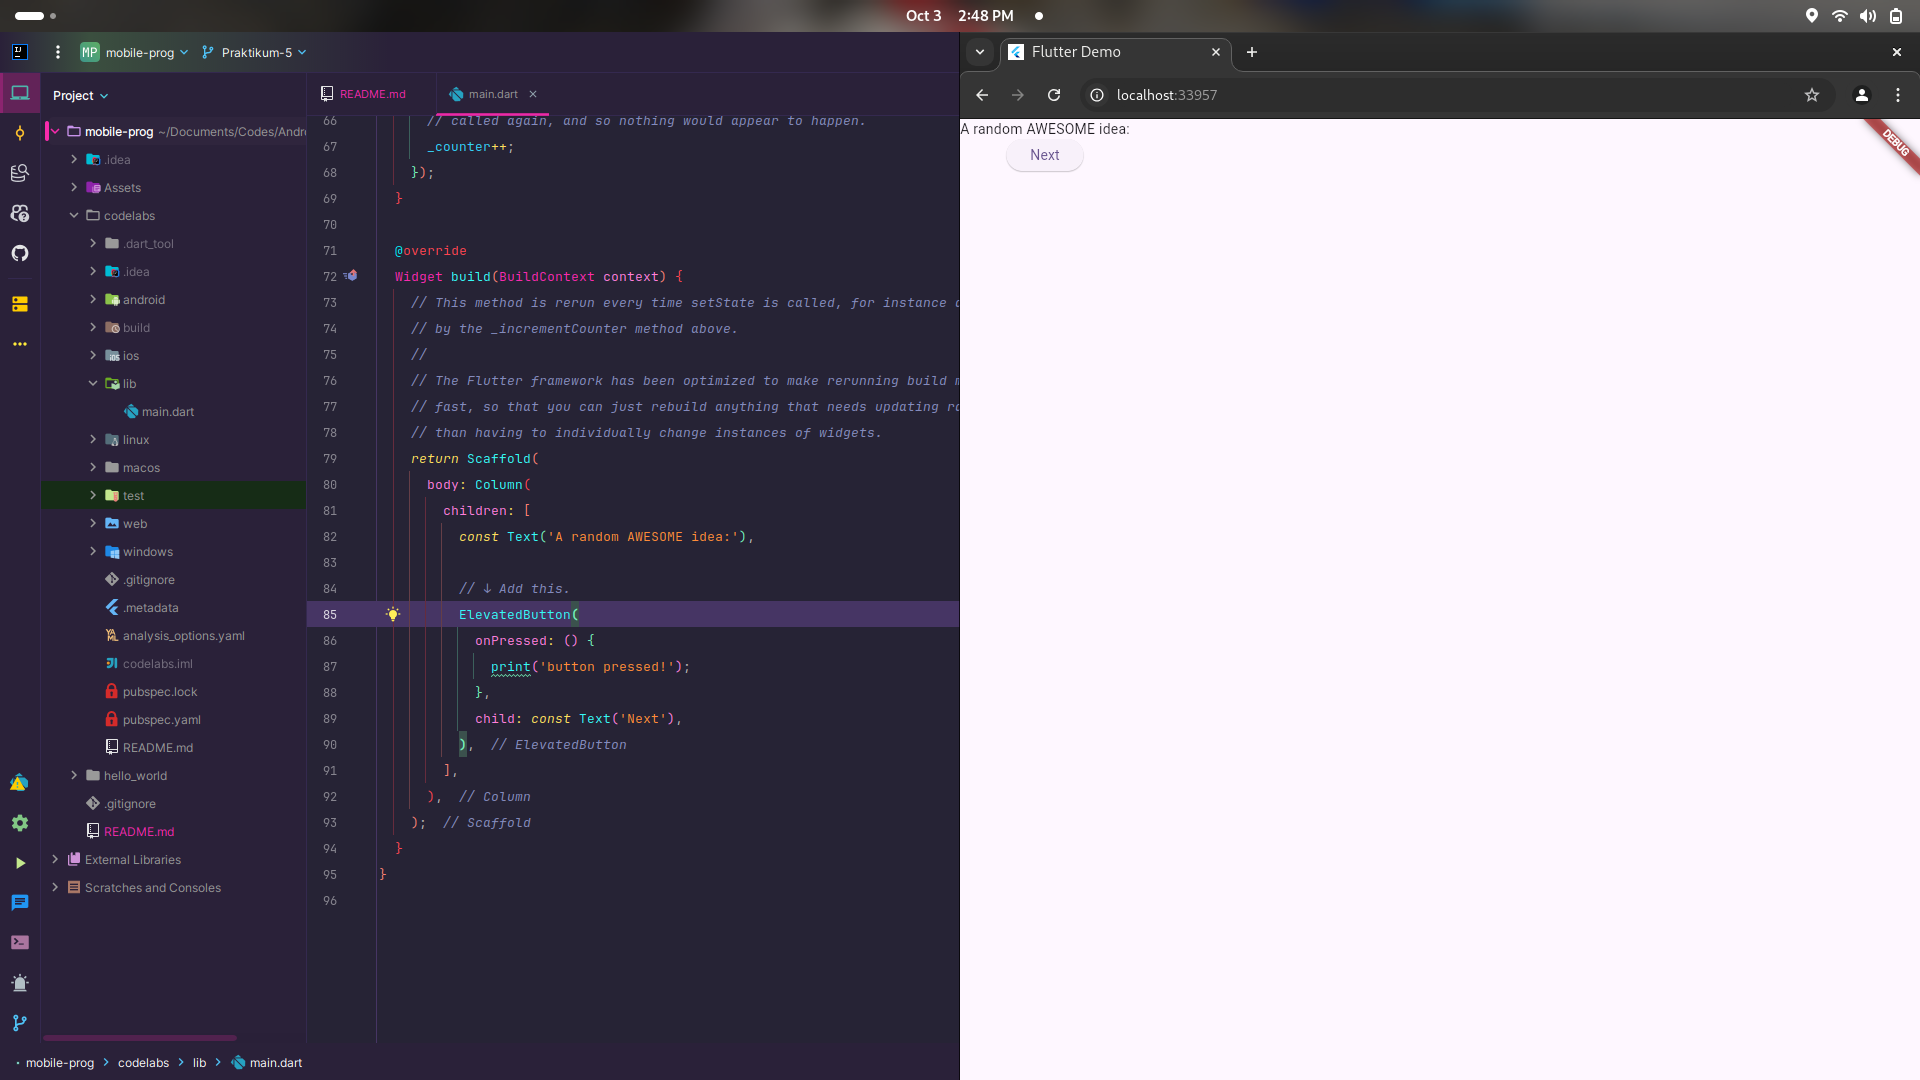 Oct 3 2:48 PM
MP mobile-prog Praktikum-5
Project
mobile-prog ~/Documents/Codes/Andro
.idea
Assets
codelabs
.dart_tool
.idea
android
build
ios
lib
main.dart
linux
macos
test
web
windows
.gitignore
.metadata
analysis_options.yaml
codelabs.iml
pubspec.lock
pubspec.yaml
README.md
hello_world
.gitignore
README.md
External Libraries
Scratches and Consoles
README.md main.dart
66 // called again, and so nothing would appear to happen.
67 _counter++;
68 });
69 }
70
71 @override
72 Widget build(BuildContext context) {
73 // This method is rerun every time setState is called, for instance
74 // by the _incrementCounter method above.
75 //
76 // The Flutter framework has been optimized to make rerunning build
77 // fast, so that you can just rebuild anything that needs updating
78 // than having to individually change instances of widgets.
79 return Scaffold(
80 body: Column(
81 children: [
82 const Text('A random AWESOME idea:'),
83
84 // ↓ Add this.
85 ElevatedButton(
86 onPressed: () {
87 print('button pressed!');
88 },
89 child: const Text('Next'),
90 ), // ElevatedButton
91 ],
92 ), // Column
93 ); // Scaffold
94 }
95 }
96
mobile-prog > codelabs > lib > main.dart
Flutter Demo
localhost:33957
A random AWESOME idea:
Next
DEBUG